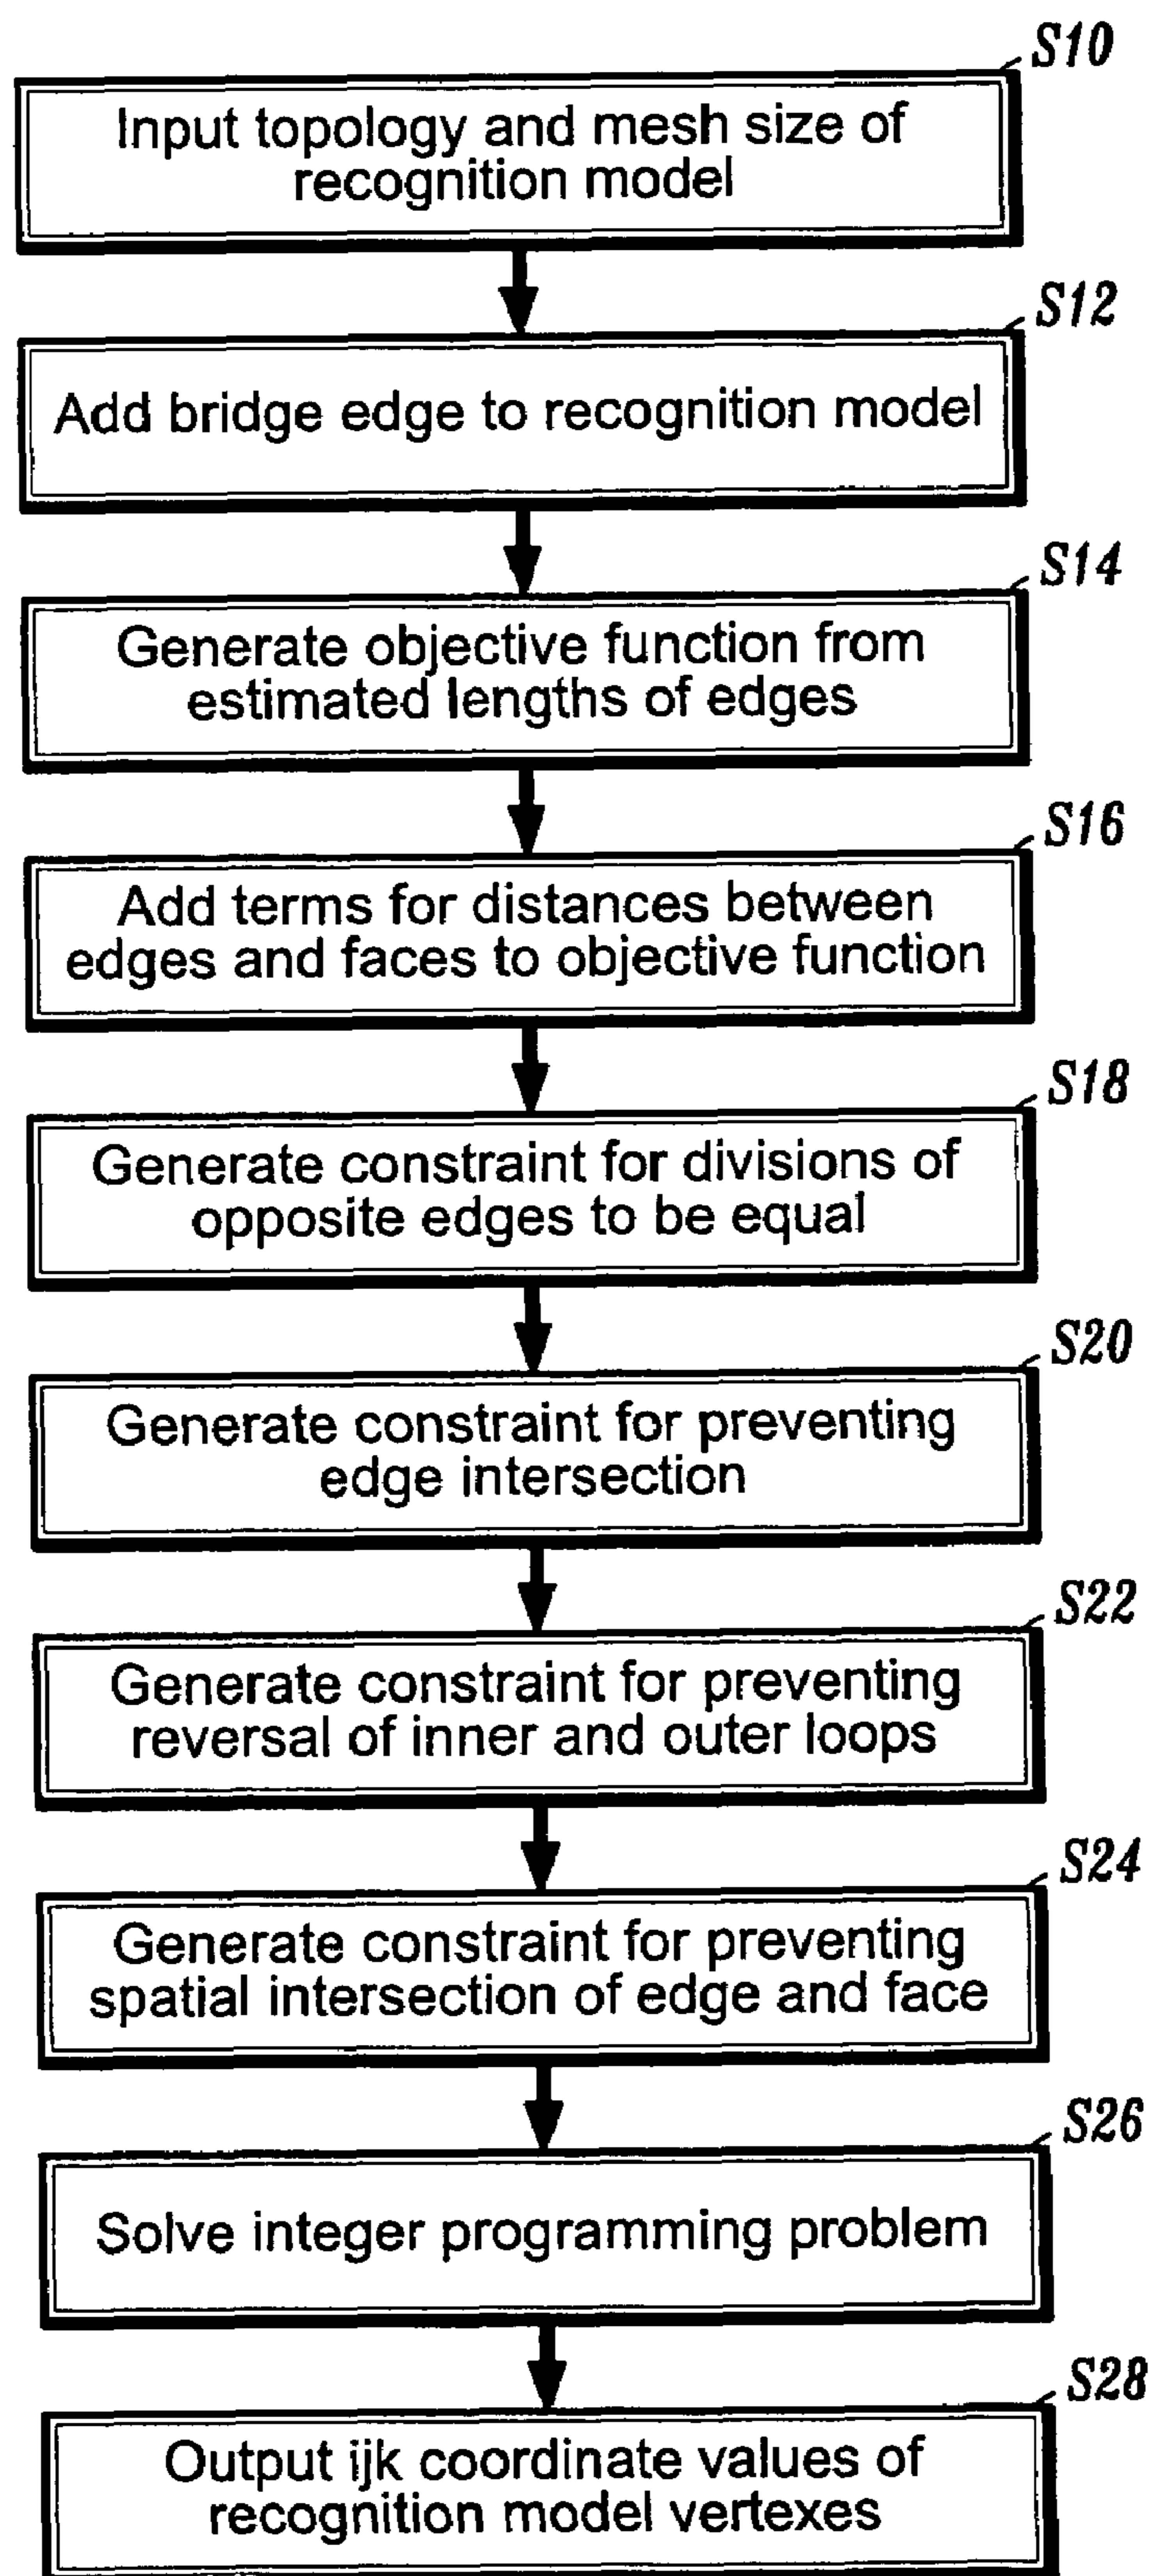 S10
Input topology and mesh size of
recognition model
S12
Add bridge edge to recognition model
S14
Generate objective function from
estimated lengths of edges
S16
Add terms for distances between
edges and faces to objective function
S18
Generate constraint for divisions of
opposite edges to be equal
S20
Generate constraint for preventing
edge intersection
S22
Generate constraint for preventing
reversal of inner and outer loops
S24
Generate constraint for preventing
spatial intersection of edge and face
S26
Solve integer programming problem
S28
Output ijk coordinate values of
recognition model vertexes